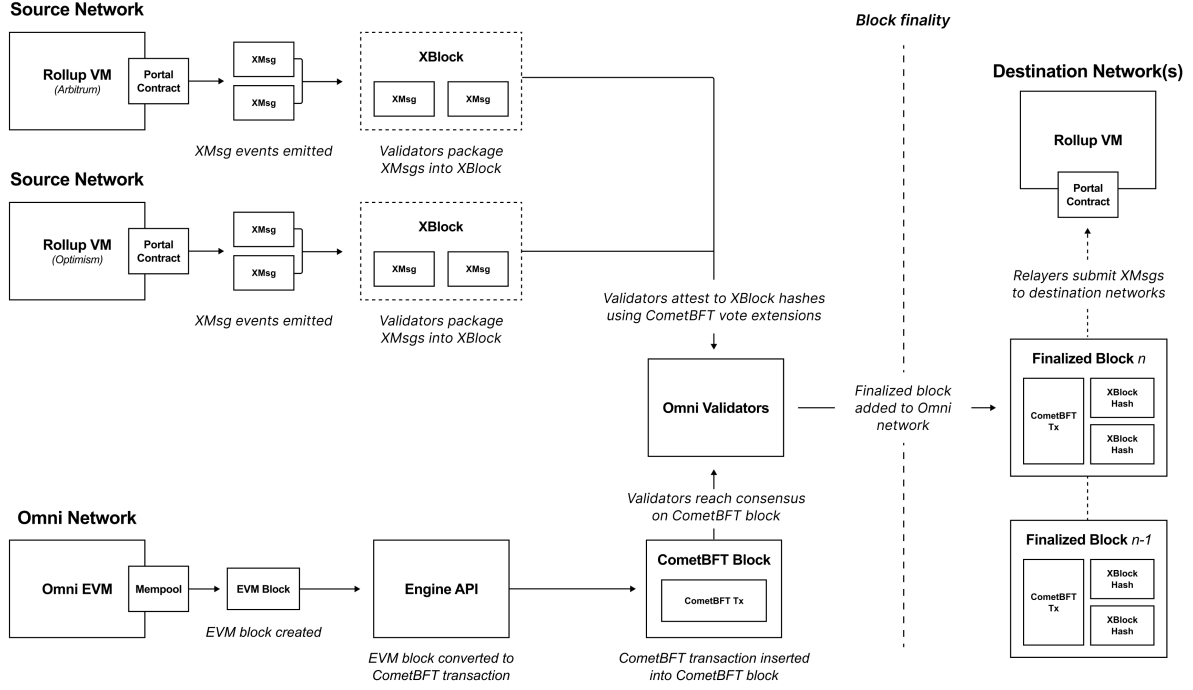 Source Network
Rollup VM
(Arbitrum)
Portal
Contract
XMsg
XMsg
XMsg events emitted
XBlock
XMsg
XMsg
Validators package
XMsgs into XBlock
Source Network
Rollup VM
(Optimism)
Portal
Contract
XMsg
XMsg
XMsg events emitted
XBlock
XMsg
XMsg
Validators package
XMsgs into XBlock
Validators attest to XBlock hashes
using CometBFT vote extensions
Omni Validators
Validators reach consensus
on CometBFT block
Omni Network
Omni EVM
Mempool
EVM Block
EVM block created
Engine API
EVM block converted to
CometBFT transaction
CometBFT Block
CometBFT Tx
CometBFT transaction inserted
into CometBFT block
Block finality
Finalized block
added to Omni
network
Destination Network(s)
Rollup VM
Portal
Contract
Relayers submit XMsgs
to destination networks
Finalized Block n
CometBFT
Tx
XBlock
Hash
XBlock
Hash
Finalized Block n-1
CometBFT
Tx
XBlock
Hash
XBlock
Hash